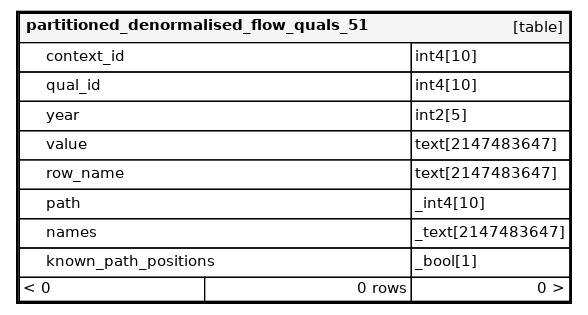 partitioned_denormalised_flow_quals_51 [table]
context_id int4[10]
qual_id int4[10]
year int2[5]
value text[2147483647]
row_name text[2147483647]
path _int4[10]
names _text[2147483647]
known_path_positions _bool[1]
< 0 0 rows 0 >